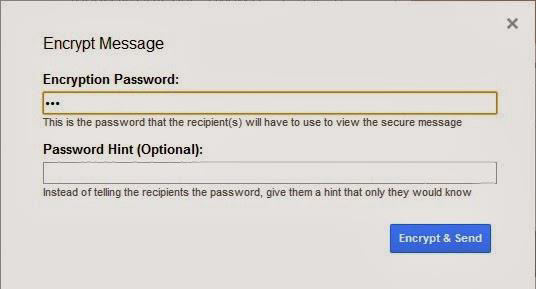 Encrypt Message
Encryption Password:
•••
This is the password that the recipient(s) will have to use to view the secure message
Password Hint (Optional):
Instead of telling the recipients the password, give them a hint that only they would know
Encrypt & Send